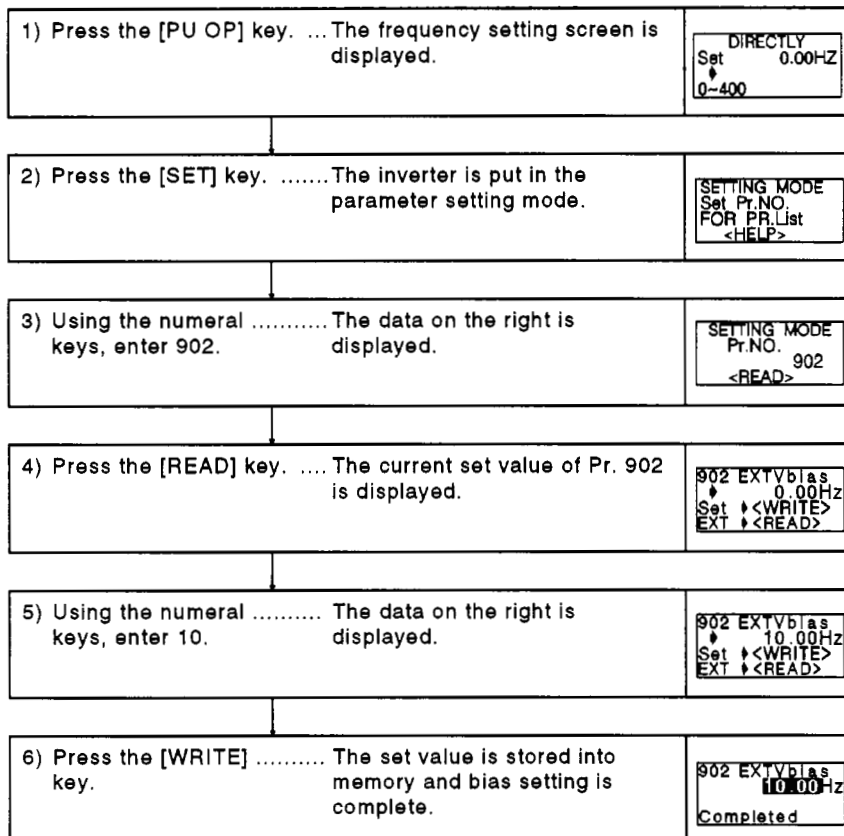 1) Press the [PU OP] key. ... The frequency setting screen is
displayed.
DIRECTLY
Set 0.00HZ
0~400
2) Press the [SET] key. ....... The inverter is put in the
parameter setting mode.
SETTING MODE
Set Pr.NO.
FOR PR.List
<HELP>
3) Using the numeral ........... The data on the right is
keys, enter 902. displayed.
SETTING MODE
Pr.NO.
902
<READ>
4) Press the [READ] key. .... The current set value of Pr. 902
is displayed.
902 EXTVbias
0.00Hz
Set <WRITE>
EXT <READ>
5) Using the numeral .......... The data on the right is
keys, enter 10. displayed.
902 EXTVbias
10.00Hz
Set <WRITE>
EXT <READ>
6) Press the [WRITE] .......... The set value is stored into
key. memory and bias setting is
complete.
902 EXTVbias
10.00Hz
Completed